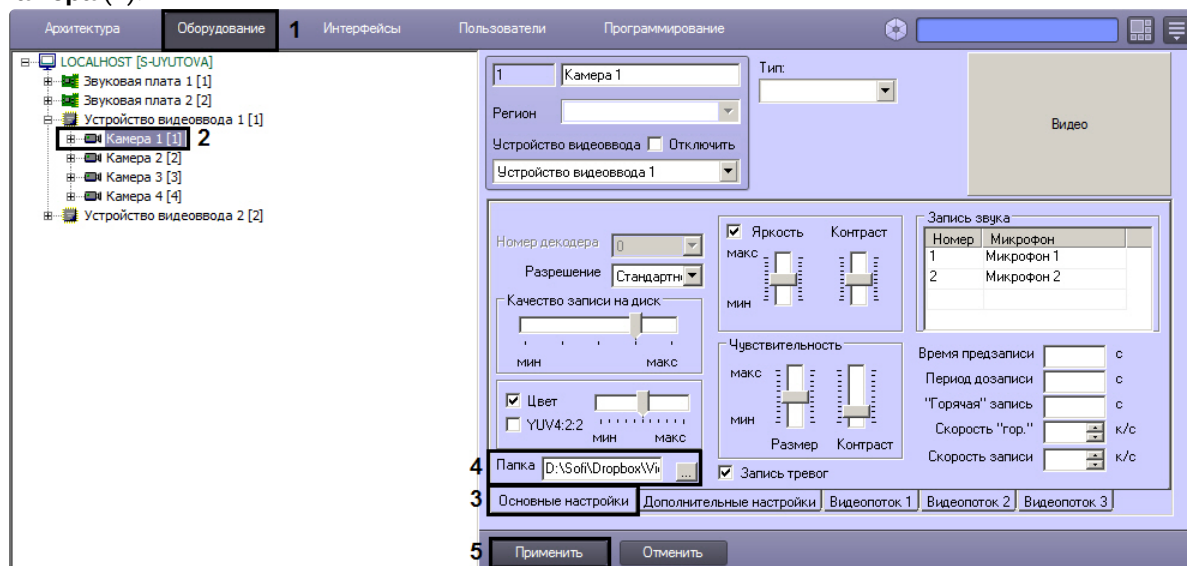 Архитектура Оборудование 1 Интерфейсы Пользователи Программирование
LOCALHOST [S-UYUTOVA]
Звуковая плата 1 [1]
Звуковая плата 2 [2]
Устройство видеоввода 1 [1]
Камера 1 [1] 2
Камера 2 [2]
Камера 3 [3]
Камера 4 [4]
Устройство видеоввода 2 [2]
1 Камера 1
Тип:
Регион
Видео
Устройство видеоввода Отключить
Устройство видеоввода 1
Номер декодера 0
Разрешение
Качество записи на диск
мин макс
Цвет
YUV4:2:2
мин макс
4 Папка D:\Sofi\Dropbox\Vi ...
Яркость Контраст
макс
мин
Чувствительность
макс
мин
Размер Контраст
Запись тревог
Запись звука
Номер Микрофон
1 Микрофон 1
2 Микрофон 2
Время предзаписи с
Период дозаписи с
"Горячая" запись с
Скорость "гор." к/с
Скорость записи к/с
3 Основные настройки Дополнительные настройки Видеопоток 1 Видеопоток 2 Видеопоток 3
5 Применить Отменить